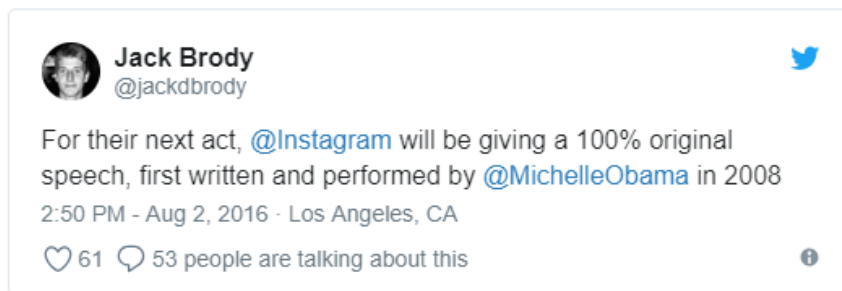 Jack Brody
@jackdbrody
For their next act, @Instagram will be giving a 100% original
speech, first written and performed by @MichelleObama in 2008
2:50 PM - Aug 2, 2016 · Los Angeles, CA
61 53 people are talking about this